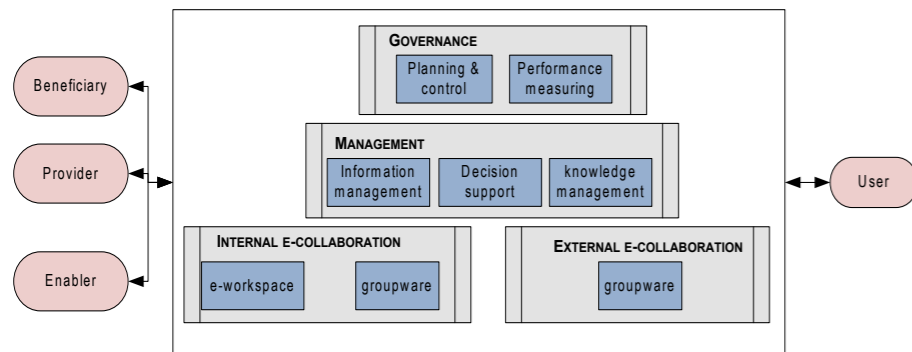 GOVERNANCE
Planning &
control
Performance
measuring
Beneficiary
MANAGEMENT
Information
management
Decision
support
knowledge
management
Provider
User
INTERNAL E-COLLABORATION
e-workspace
groupware
EXTERNAL E-COLLABORATION
groupware
Enabler